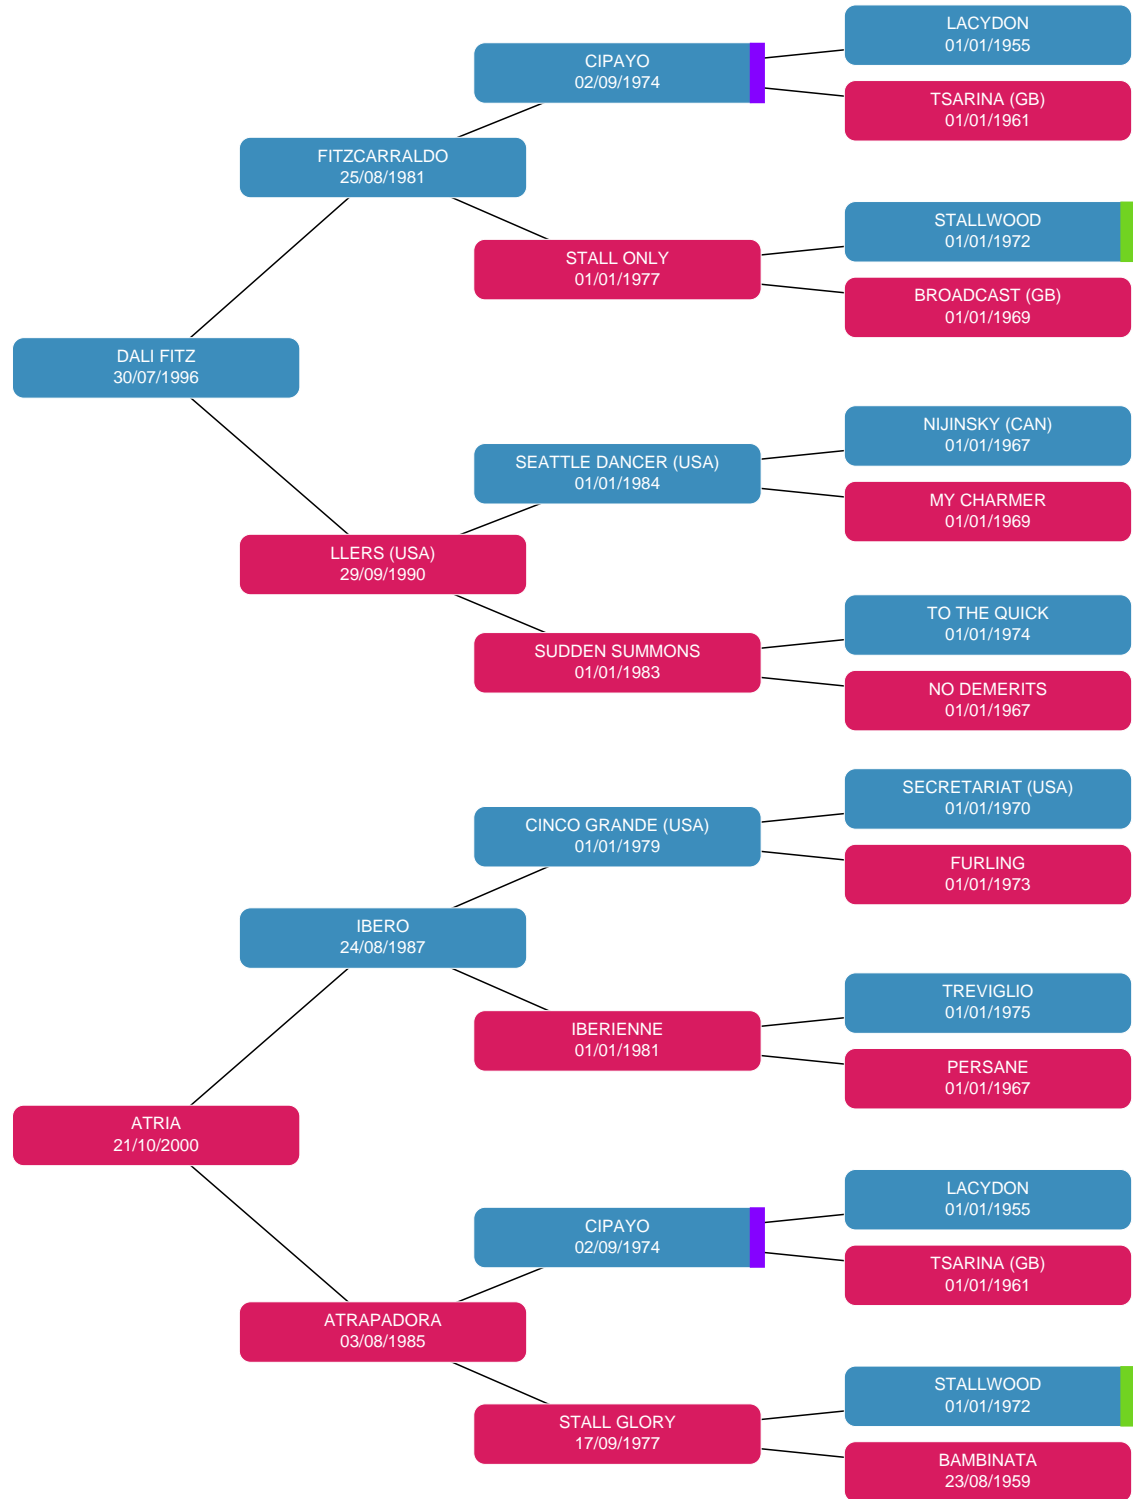 LACYDON
01/01/1955
CIPAYO
02/09/1974
TSARINA (GB)
01/01/1961
FITZCARRALDO
25/08/1981
STALLWOOD
01/01/1972
STALL ONLY
01/01/1977
BROADCAST (GB)
01/01/1969
DALI FITZ
30/07/1996
NIJINSKY (CAN)
01/01/1967
SEATTLE DANCER (USA)
01/01/1984
MY CHARMER
01/01/1969
LLERS (USA)
29/09/1990
TO THE QUICK
01/01/1974
SUDDEN SUMMONS
01/01/1983
NO DEMERITS
01/01/1967
SECRETARIAT (USA)
01/01/1970
CINCO GRANDE (USA)
01/01/1979
FURLING
01/01/1973
IBERO
24/08/1987
TREVIGLIO
01/01/1975
IBERIENNE
01/01/1981
PERSANE
01/01/1967
ATRIA
21/10/2000
LACYDON
01/01/1955
CIPAYO
02/09/1974
TSARINA (GB)
01/01/1961
ATRAPADORA
03/08/1985
STALLWOOD
01/01/1972
STALL GLORY
17/09/1977
BAMBINATA
23/08/1959